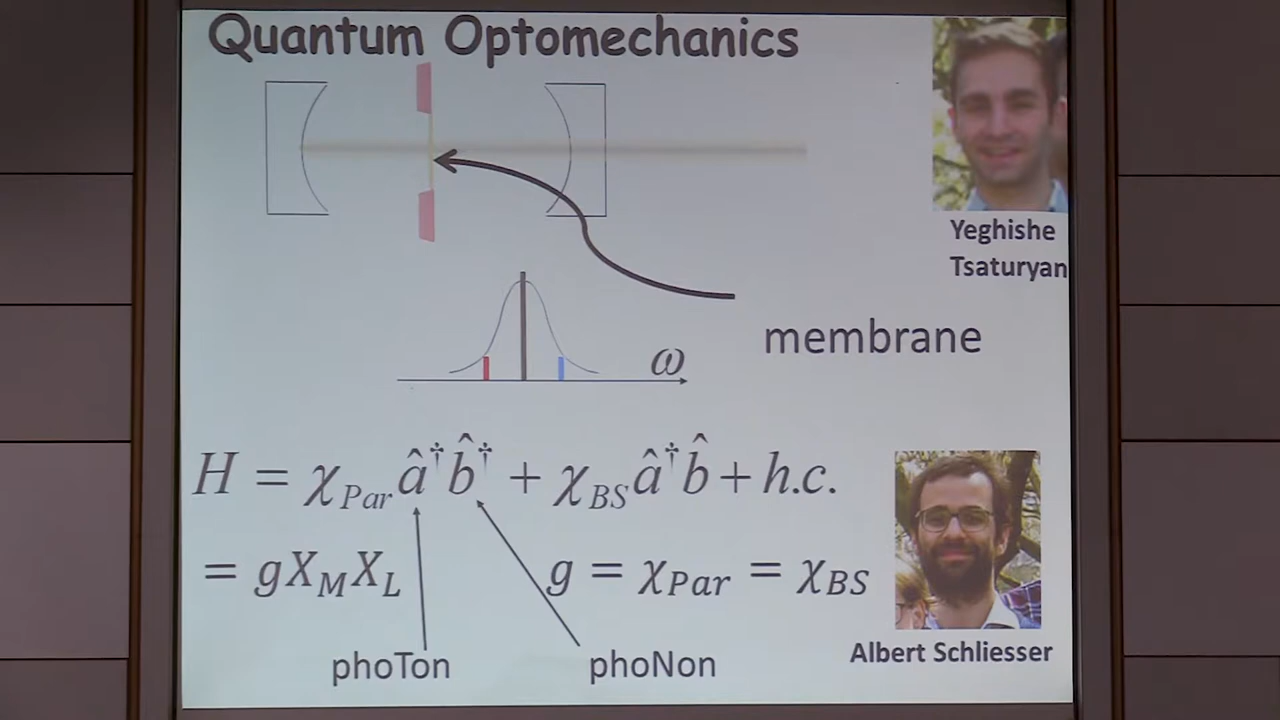 Quantum Optomechanics
Yeghishe
Tsaturyan
membrane
ω
H = χ_Par â†b̂† + χ_BS â†b̂ + h.c.
= gX_M X_L
g = χ_Par = χ_BS
phoTon
phoNon
Albert Schliesser